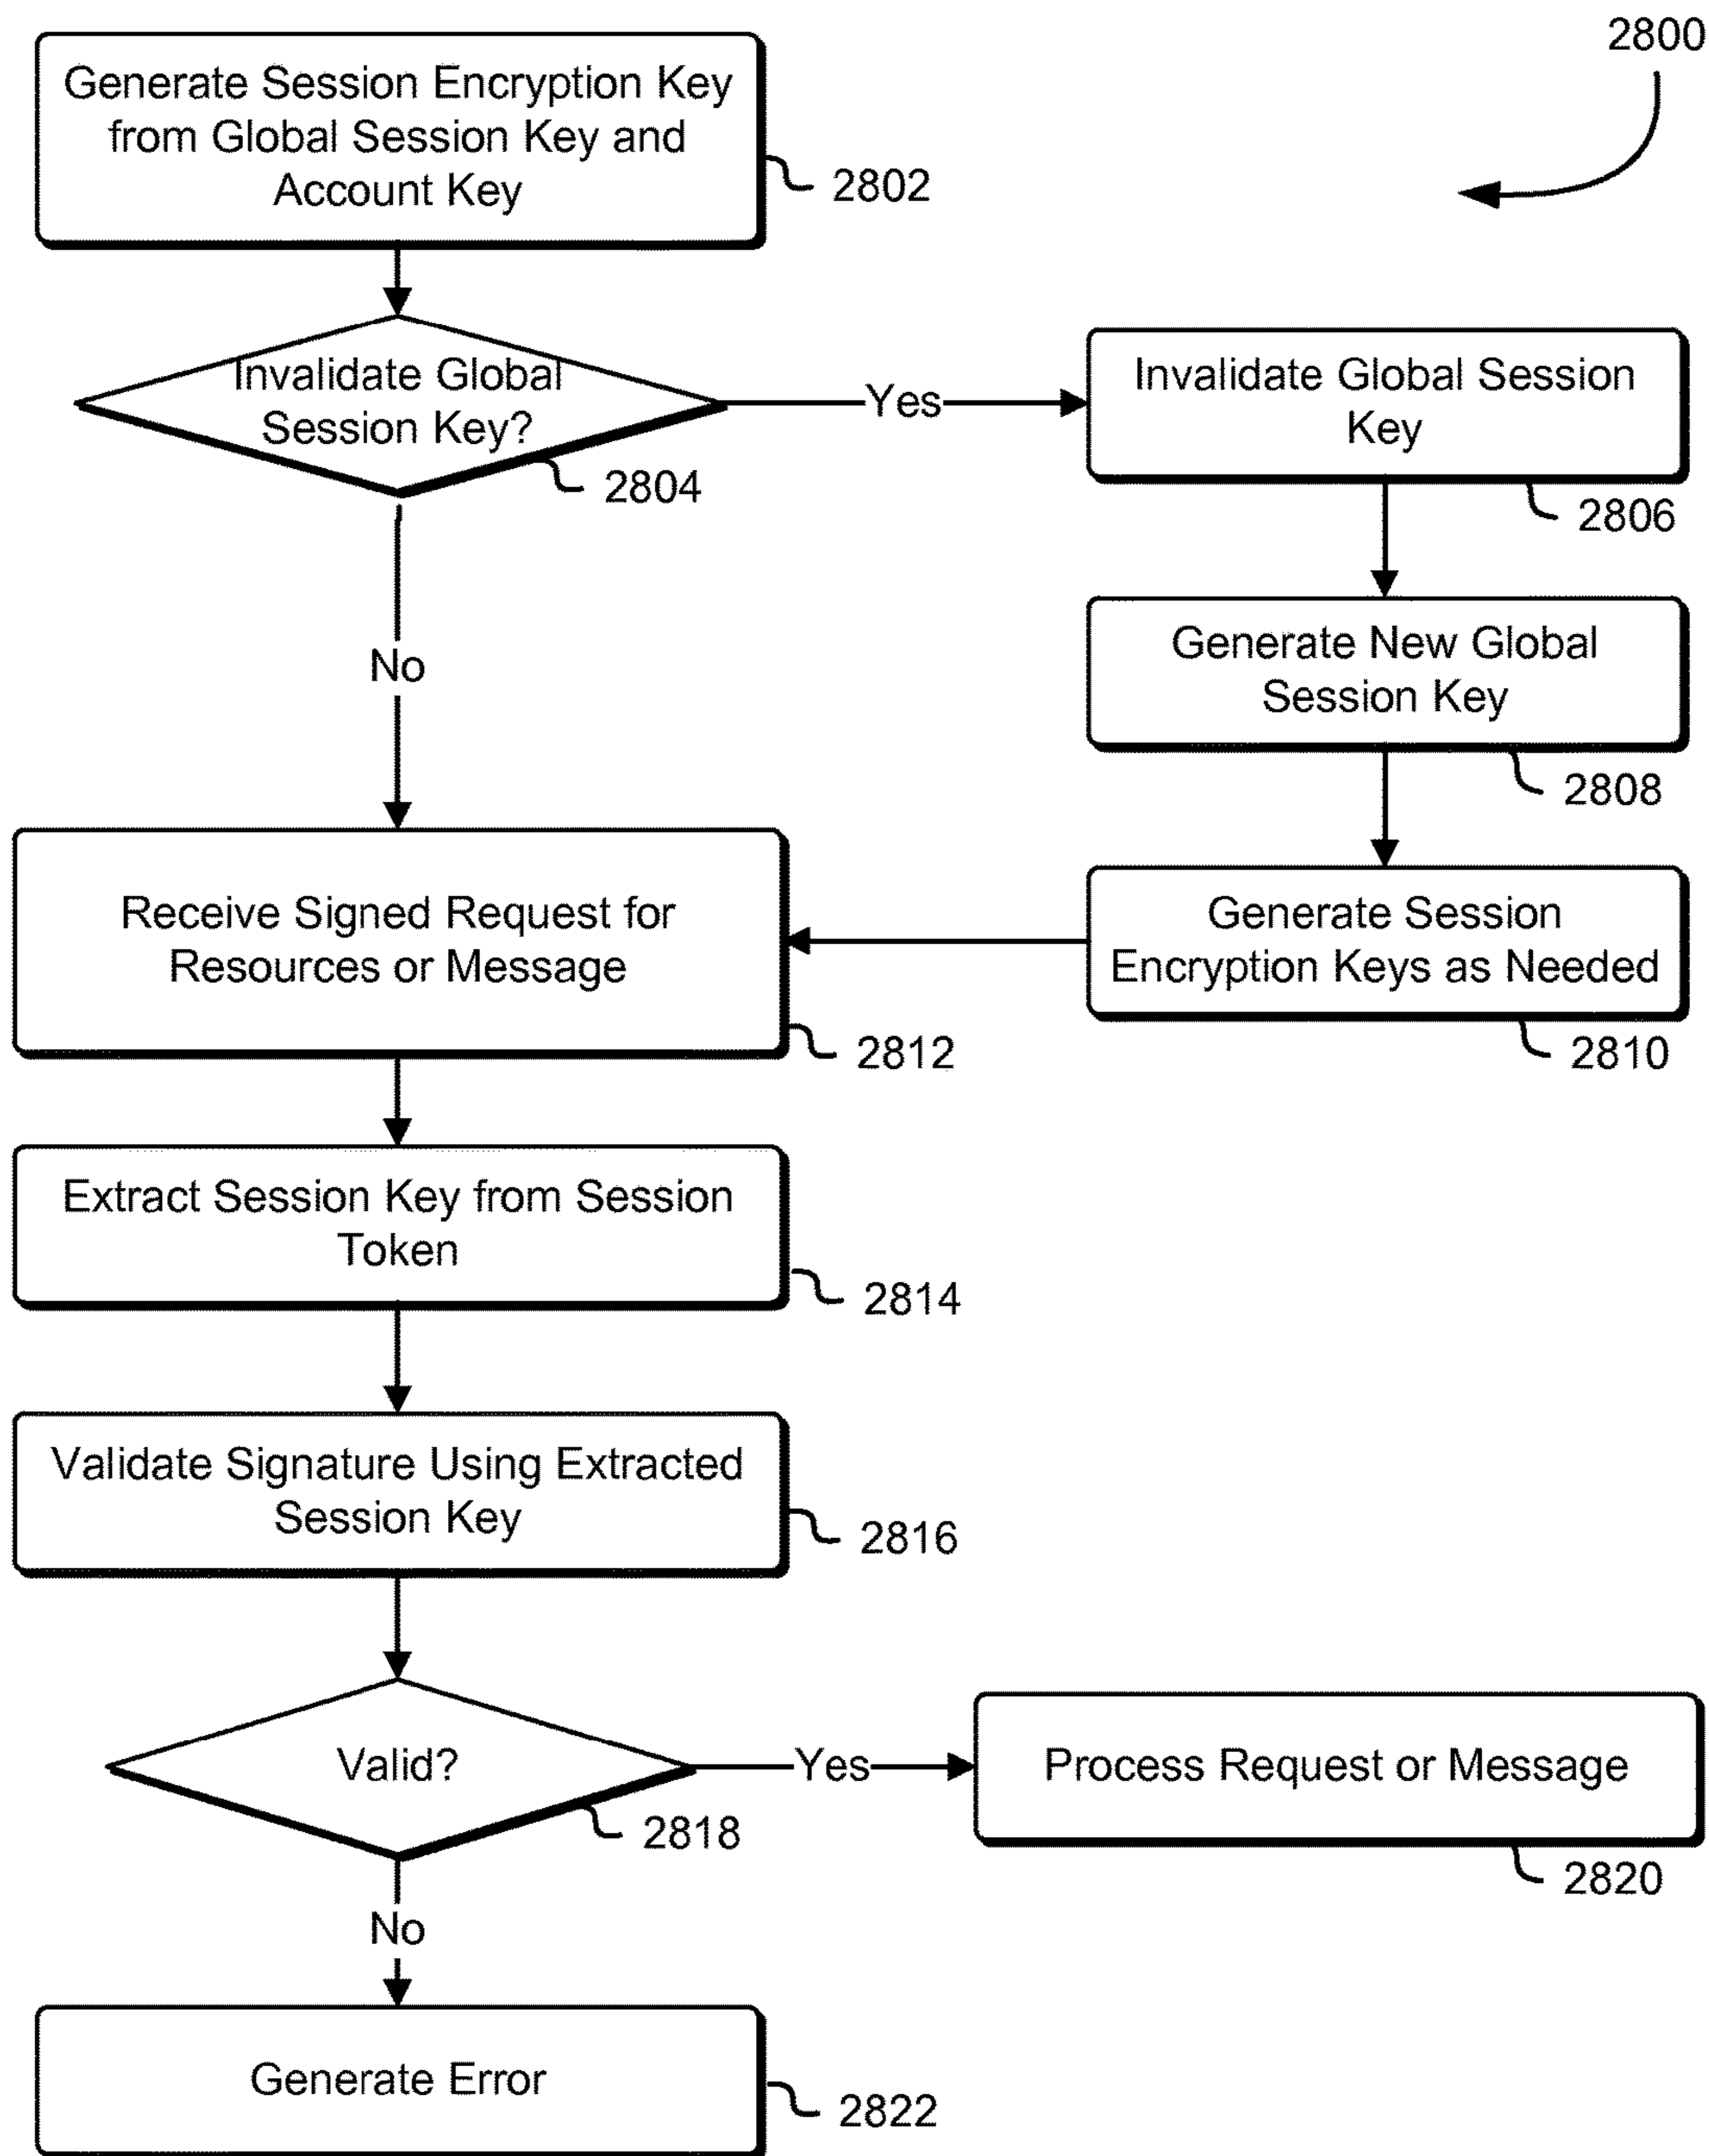 2800
Generate Session Encryption Key
from Global Session Key and
Account Key
2802
Invalidate Global
Session Key?
2804
Yes
Invalidate Global Session
Key
2806
No
Generate New Global
Session Key
2808
Generate Session
Encryption Keys as Needed
2810
Receive Signed Request for
Resources or Message
2812
Extract Session Key from Session
Token
2814
Validate Signature Using Extracted
Session Key
2816
Valid?
2818
Yes
Process Request or Message
2820
No
Generate Error
2822